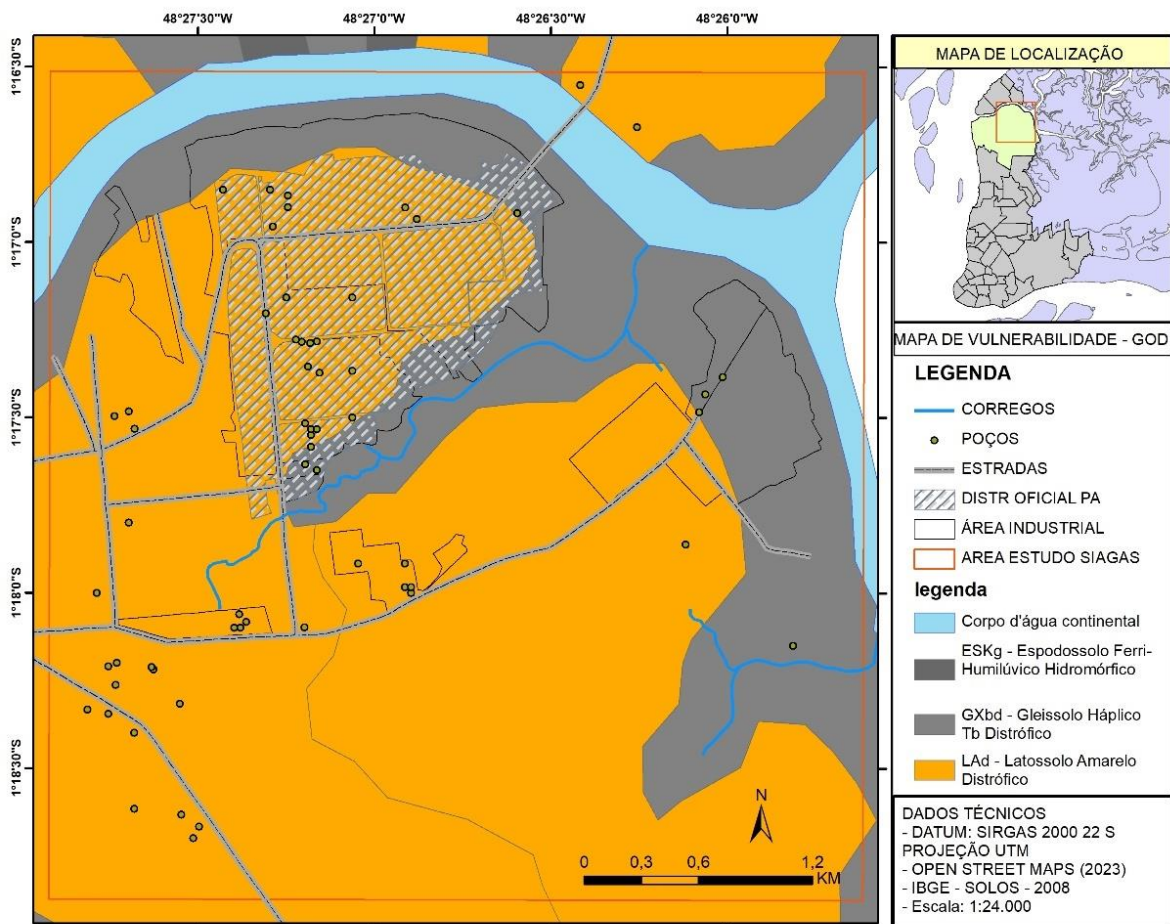 48°27'30"W
48°27'0"W
48°26'30"W
48°26'0"W
1°16'30"S
1°17'0"S
1°17'30"S
1°18'0"S
1°18'30"S
N
0
0,3
0,6
1,2
KM
MAPA DE LOCALIZAÇÃO
MAPA DE VULNERABILIDADE - GOD
LEGENDA
CORREGOS
POÇOS
ESTRADAS
DISTR OFICIAL PA
ÁREA INDUSTRIAL
AREA ESTUDO SIAGAS
legenda
Corpo d'água continental
ESKg - Espodossolo Ferri-
Humilúvico Hidromórfico
GXbd - Gleissolo Háplico
Tb Distrófico
LAd - Latossolo Amarelo
Distrófico
DADOS TÉCNICOS
- DATUM: SIRGAS 2000 22 S
PROJEÇÃO UTM
- OPEN STREET MAPS (2023)
- IBGE - SOLOS - 2008
- Escala: 1:24.000